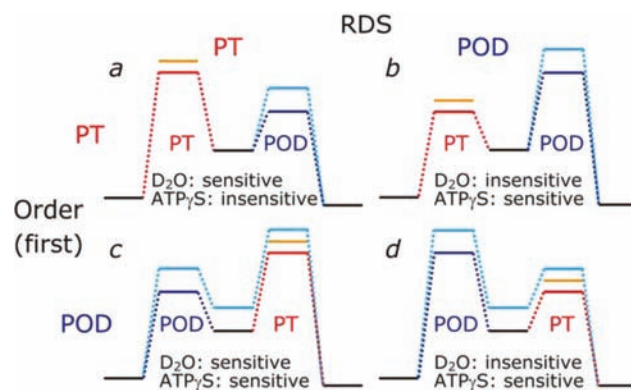 RDS
PT
POD
a
b
PT
PT
POD
PT
POD
D₂O: sensitive
ATPγS: insensitive
D₂O: insensitive
ATPγS: sensitive
Order
(first)
c
d
POD
POD
PT
POD
PT
D₂O: sensitive
ATPγS: sensitive
D₂O: insensitive
ATPγS: sensitive